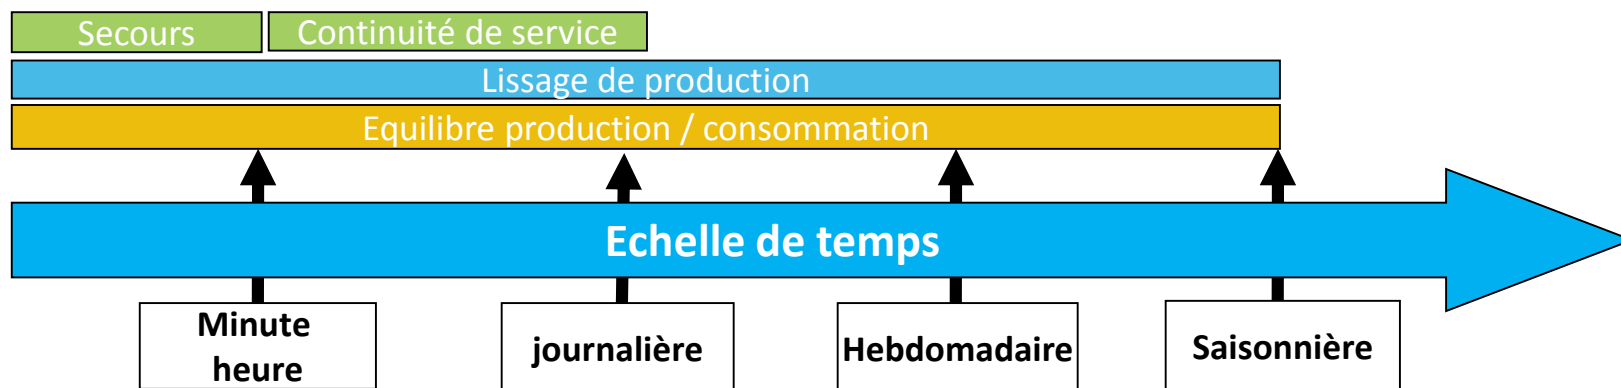 Secours
Continuité de service
Lissage de production
Equilibre production / consommation
Echelle de temps
Minute
heure
journalière
Hebdomadaire
Saisonnière